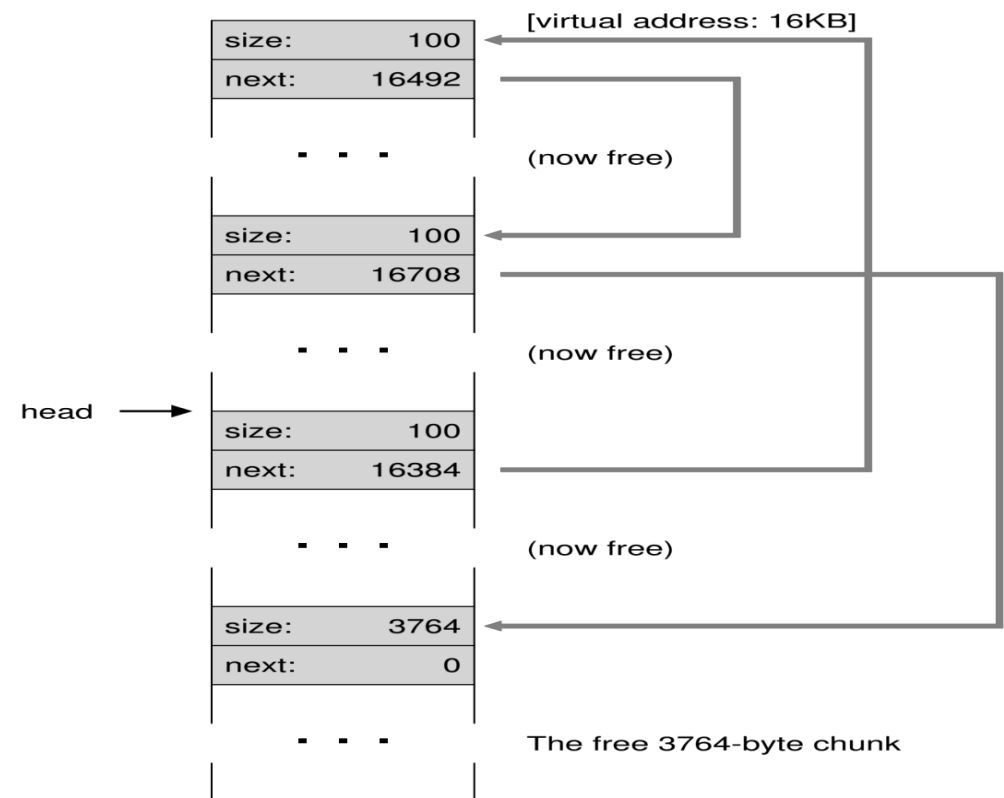 [virtual address: 16KB]
size: 100
next: 16492
. . .
(now free)
size: 100
next: 16708
. . .
(now free)
head
size: 100
next: 16384
. . .
(now free)
size: 3764
next: 0
. . .
The free 3764-byte chunk